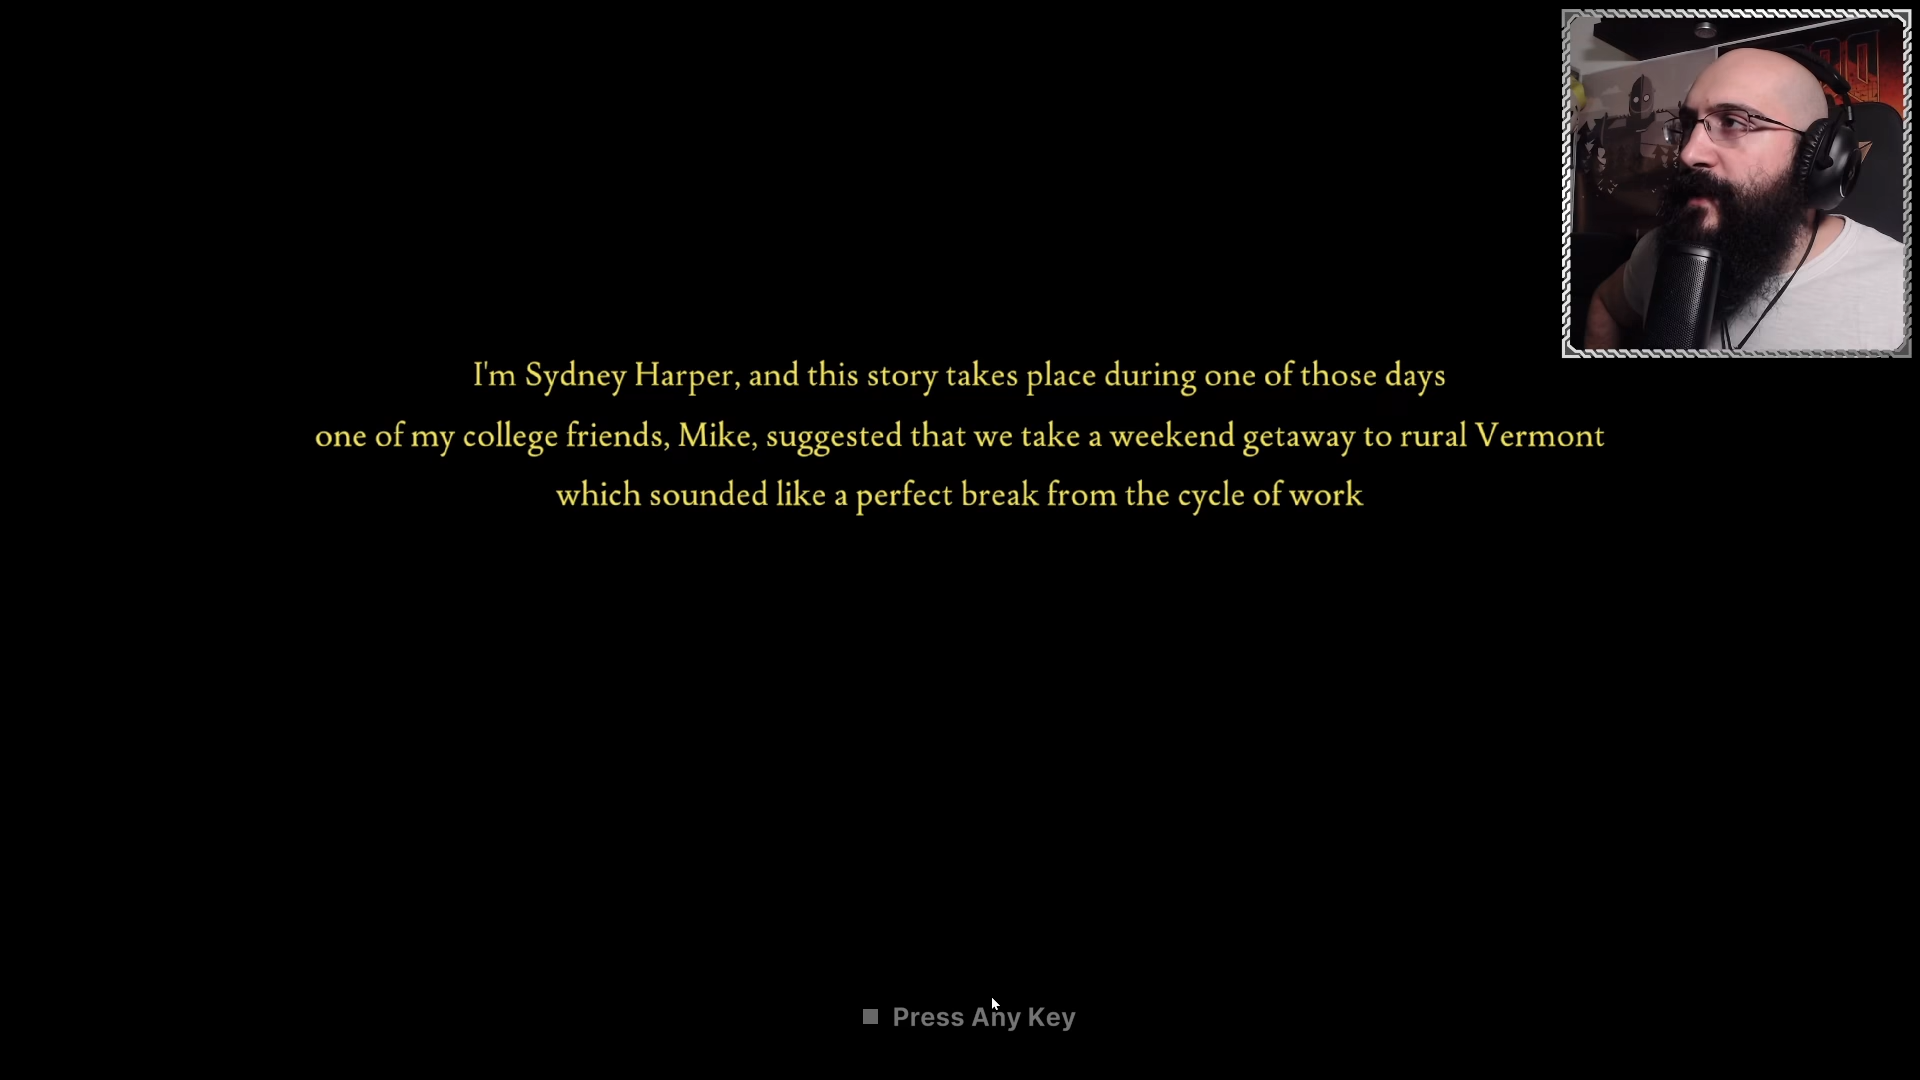 I'm Sydney Harper, and this story takes place during one of those days
one of my college friends, Mike, suggested that we take a weekend getaway to rural Vermont
which sounded like a perfect break from the cycle of work
Press Any Key